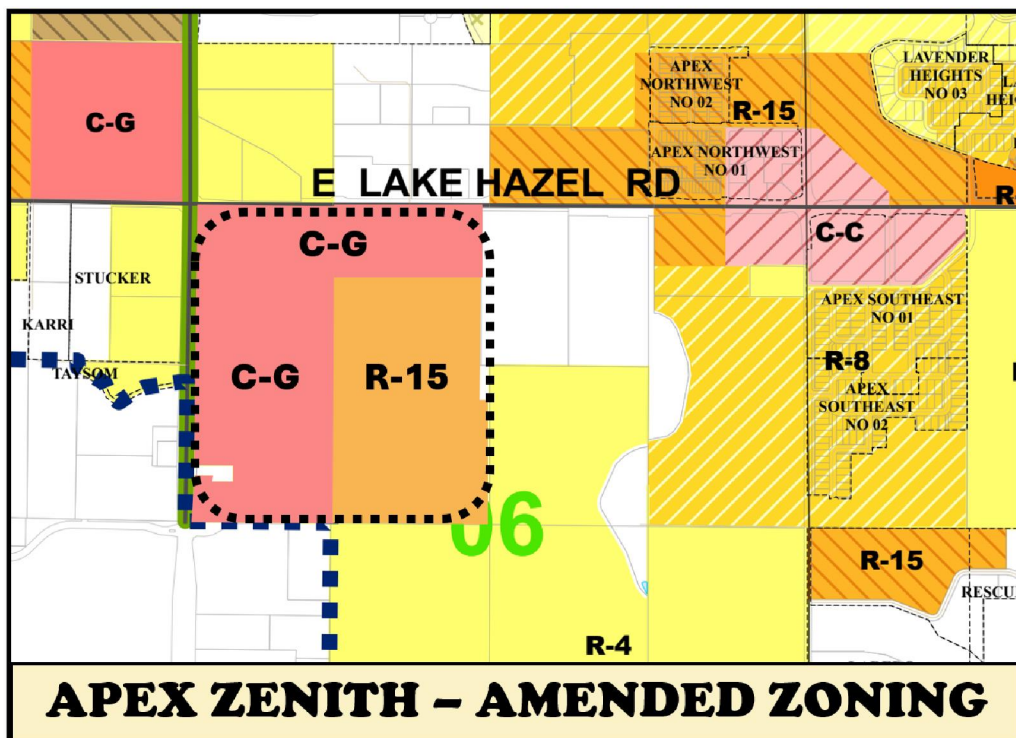 C-G
APEX
NORTHWEST
NO 02
R-15
LAVENDER
HEIGHTS
NO 03
APEX NORTHWEST
NO 01
E LAKE HAZEL RD
C-G
C-C
STUCKER
KARRI
TAYSOM
C-G
R-15
APEX SOUTHEAST
NO 01
R-8
APEX
SOUTHEAST
NO 02
06
R-15
R-4
APEX ZENITH – AMENDED ZONING